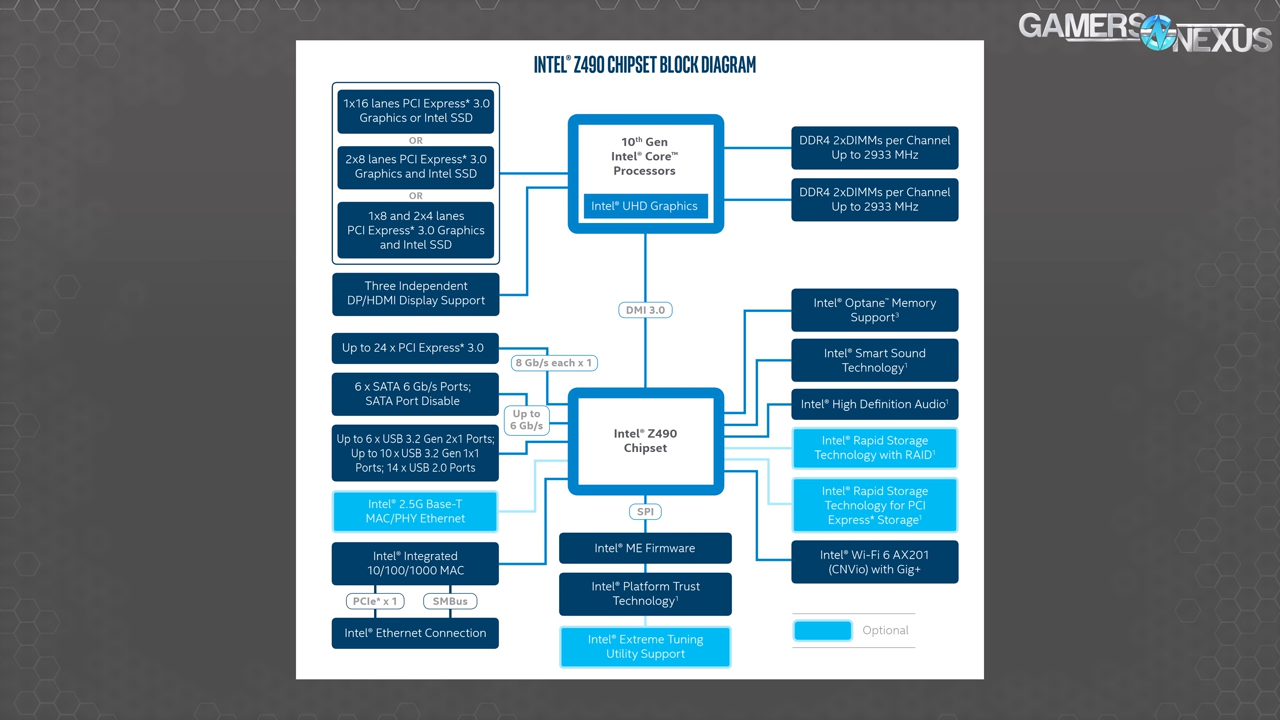 GAMERS NEXUS
INTEL® Z490 CHIPSET BLOCK DIAGRAM
1x16 lanes PCI Express* 3.0
Graphics or Intel SSD
OR
2x8 lanes PCI Express* 3.0
Graphics and Intel SSD
OR
1x8 and 2x4 lanes
PCI Express* 3.0 Graphics
and Intel SSD
Three Independent
DP/HDMI Display Support
10th Gen
Intel® Core™
Processors
Intel® UHD Graphics
DDR4 2xDIMMs per Channel
Up to 2933 MHz
DDR4 2xDIMMs per Channel
Up to 2933 MHz
DMI 3.0
Up to 24 x PCI Express* 3.0
8 Gb/s each x 1
6 x SATA 6 Gb/s Ports;
SATA Port Disable
Up to
6 Gb/s
Up to 6 x USB 3.2 Gen 2x1 Ports;
Up to 10 x USB 3.2 Gen 1x1
Ports; 14 x USB 2.0 Ports
Intel® 2.5G Base-T
MAC/PHY Ethernet
Intel® Integrated
10/100/1000 MAC
PCIe* x 1
SMBus
Intel® Ethernet Connection
Intel® Z490
Chipset
SPI
Intel® ME Firmware
Intel® Platform Trust
Technology¹
Intel® Extreme Tuning
Utility Support
Intel® Optane™ Memory
Support³
Intel® Smart Sound
Technology¹
Intel® High Definition Audio¹
Intel® Rapid Storage
Technology with RAID¹
Intel® Rapid Storage
Technology for PCI
Express* Storage¹
Intel® Wi-Fi 6 AX201
(CNVio) with Gig+
Optional